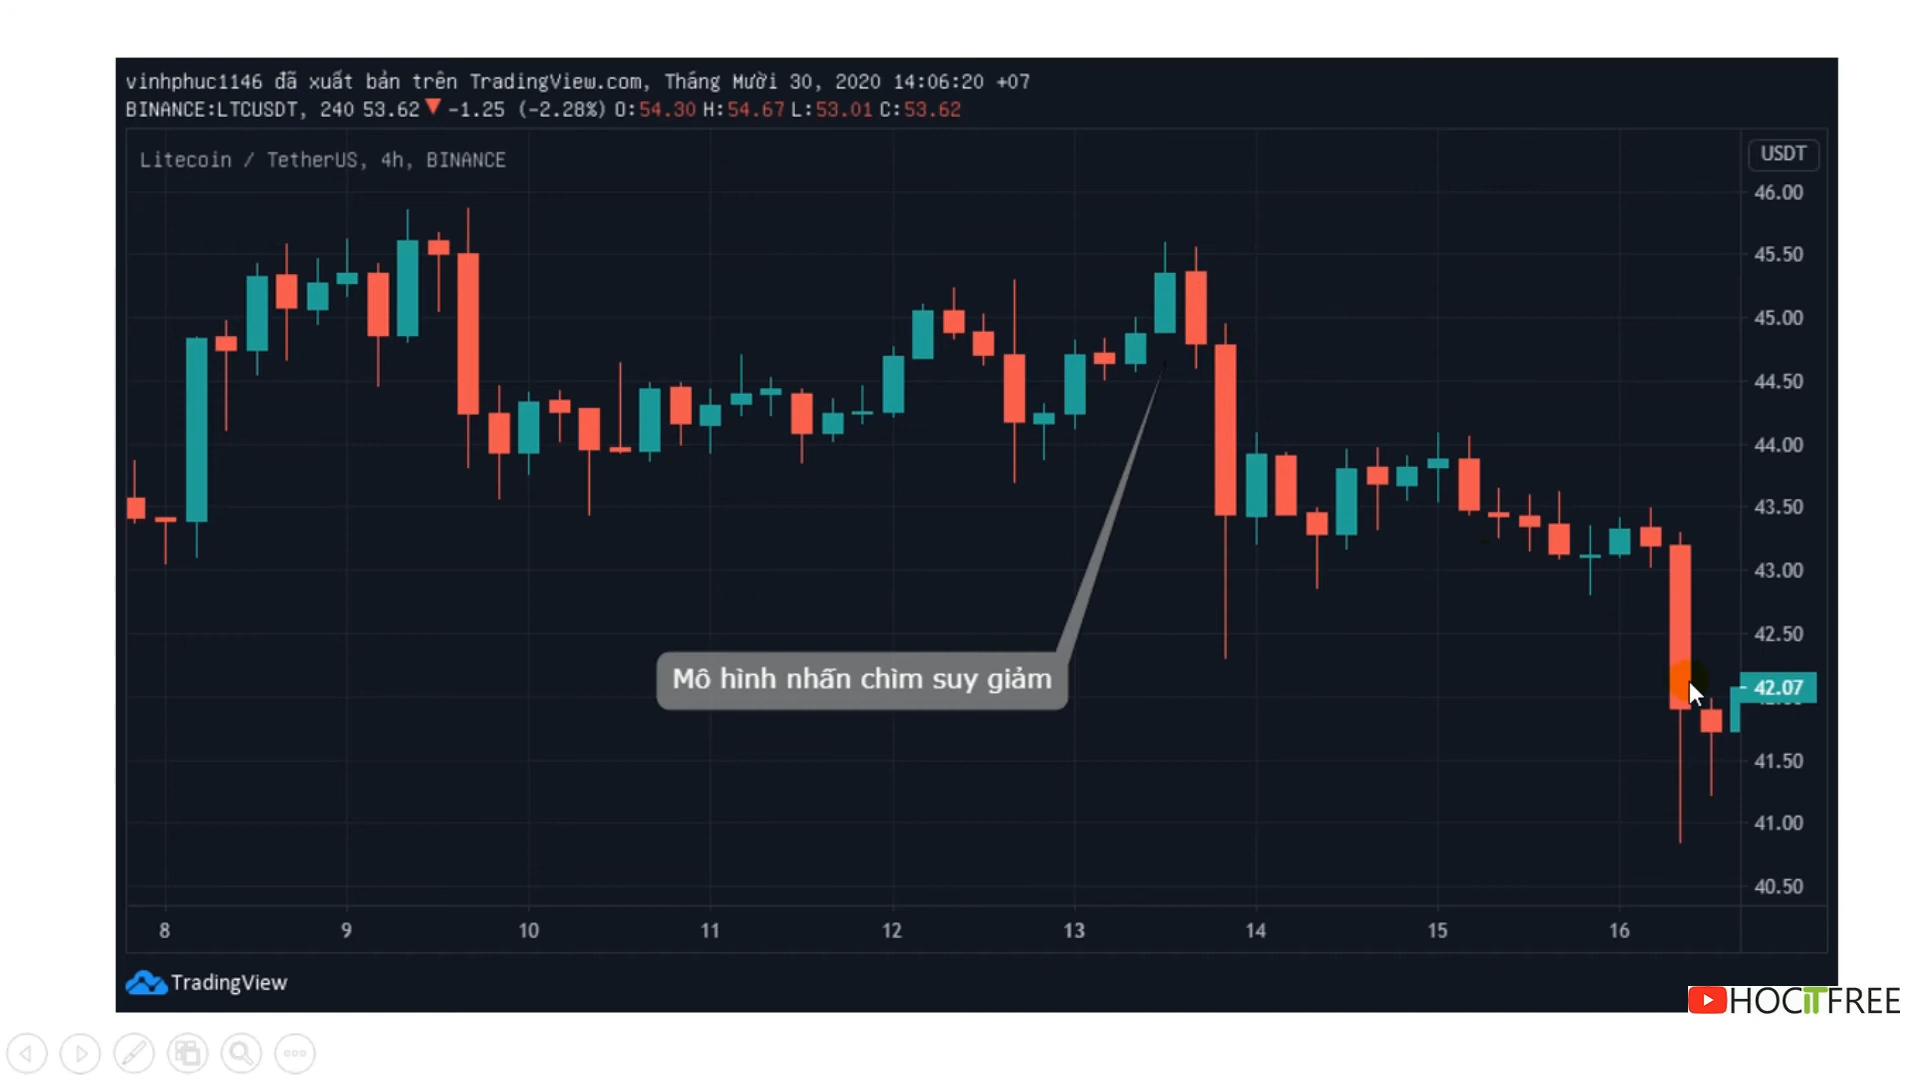 vinhphuc1146 đã xuất bản trên TradingView.com, Tháng Mười 30, 2020 14:06:20 +07
BINANCE:LTCUSDT, 240 53.62 ▼ −1.25 (−2.28%) O:54.30 H:54.67 L:53.01 C:53.62
Litecoin / TetherUS, 4h, BINANCE
USDT
46.00
45.50
45.00
44.50
44.00
43.50
43.00
42.50
42.07
41.50
41.00
40.50
Mô hình nhấn chìm suy giảm
8 9 10 11 12 13 14 15 16
TradingView
HOCITFREE